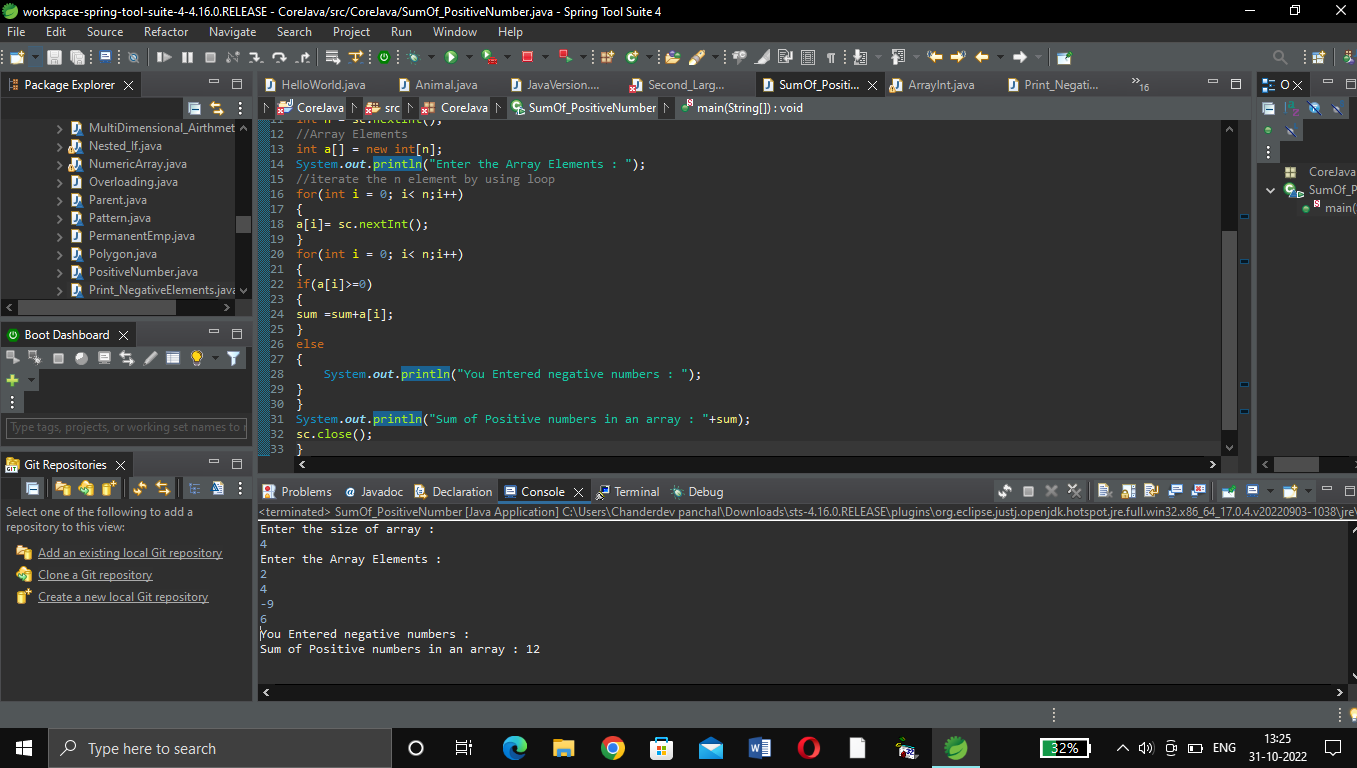 workspace-spring-tool-suite-4-4.16.0.RELEASE - CoreJava/src/CoreJava/SumOf_PositiveNumber.java - Spring Tool Suite 4
File Edit Source Refactor Navigate Search Project Run Window Help
Package Explorer
MultiDimensional_Airthmet
Nested_If.java
NumericArray.java
Overloading.java
Parent.java
Pattern.java
PermanentEmp.java
Polygon.java
PositiveNumber.java
Print_NegativeElements.java
Boot Dashboard
Type tags, projects, or working set names to
Git Repositories
Select one of the following to add a
repository to this view:
Add an existing local Git repository
Clone a Git repository
Create a new local Git repository
HelloWorld.java Animal.java JavaVersion.... Second_Larg... SumOf_Positi... ArrayInt.java Print_Negati... »16
CoreJava src CoreJava SumOf_PositiveNumber main(String[]) : void
11 int n = sc.nextInt();
12 //Array Elements
13 int a[] = new int[n];
14 System.out.println("Enter the Array Elements : ");
15 //iterate the n element by using loop
16 for(int i = 0; i< n;i++)
17 {
18 a[i]= sc.nextInt();
19 }
20 for(int i = 0; i< n;i++)
21 {
22 if(a[i]>=0)
23 {
24 sum =sum+a[i];
25 }
26 else
27 {
28 System.out.println("You Entered negative numbers : ");
29 }
30 }
31 System.out.println("Sum of Positive numbers in an array : "+sum);
32 sc.close();
33 }
O
CoreJava
SumOf_P
main(
Problems Javadoc Declaration Console Terminal Debug
<terminated> SumOf_PositiveNumber [Java Application] C:\Users\Chanderdev panchal\Downloads\sts-4.16.0.RELEASE\plugins\org.eclipse.justj.openjdk.hotspot.jre.full.win32.x86_64_17.0.4.v20220903-1038\jre\
Enter the size of array :
4
Enter the Array Elements :
2
4
-9
6
You Entered negative numbers :
Sum of Positive numbers in an array : 12
Type here to search
32%
ENG
13:25
31-10-2022